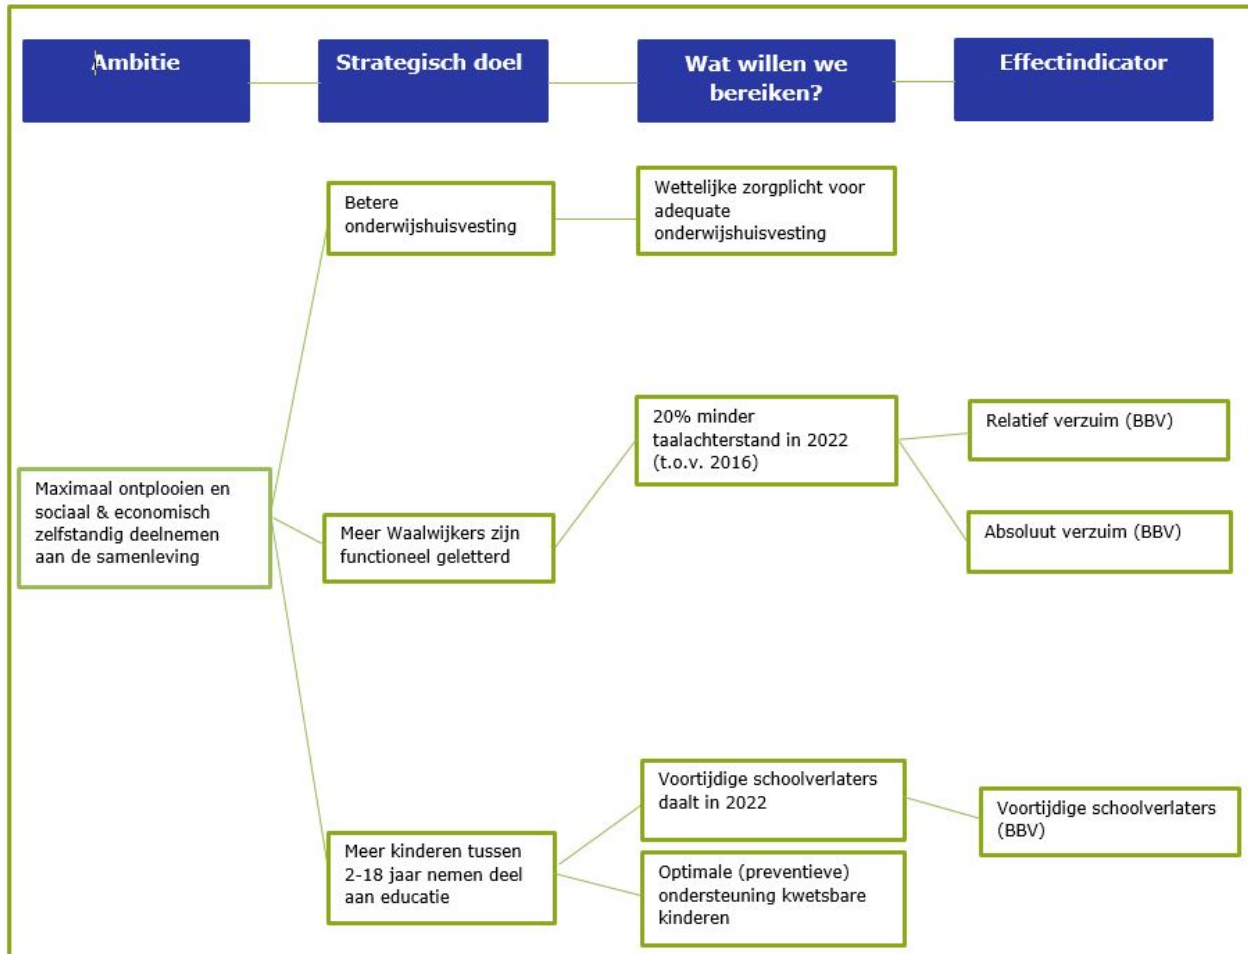 Ambitie
Strategisch doel
Wat willen we
bereiken?
Effectindicator
Betere
onderwijshuisvesting
Wettelijke zorgplicht voor
adequate
onderwijshuisvesting
20% minder
taalachterstand in 2022
(t.o.v. 2016)
Relatief verzuim (BBV)
Maximaal ontplooien en
sociaal & economisch
zelfstandig deelnemen
aan de samenleving
Meer Waalwijkers zijn
functioneel geletterd
Absoluut verzuim (BBV)
Voortijdige schoolverlaters
daalt in 2022
Voortijdige schoolverlaters
(BBV)
Meer kinderen tussen
2-18 jaar nemen deel
aan educatie
Optimale (preventieve)
ondersteuning kwetsbare
kinderen